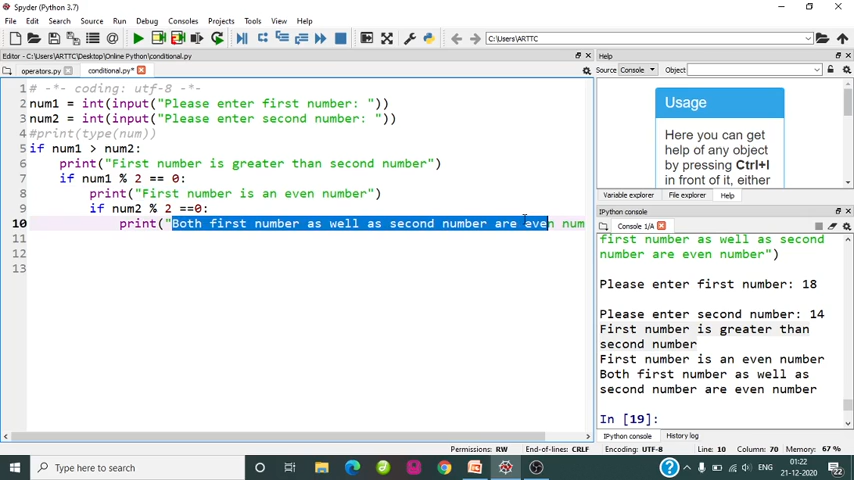 Spyder (Python 3.7)
File Edit Search Source Run Debug Consoles Projects Tools View Help
C:\Users\ARTTC
Editor - C:\Users\ARTTC\Desktop\Online Python\conditional.py
Help
operators.py conditional.py*
Source Console Object
1 # -*- coding: utf-8 -*-
2 num1 = int(input("Please enter first number: "))
3 num2 = int(input("Please enter second number: "))
4 #print(type(num))
5 if num1 > num2:
6 print("First number is greater than second number")
7 if num1 % 2 == 0:
8 print("First number is an even number")
9 if num2 % 2 ==0:
10 print("Both first number as well as second number are even num
11
12
13
Usage
Here you can get
help of any object
by pressing Ctrl+I
in front of it, either
Variable explorer File explorer Help
IPython console
Console 1/A
first number as well as second
number are even number")
Please enter first number: 18
Please enter second number: 14
First number is greater than
second number
First number is an even number
Both first number as well as
second number are even number
In [19]:
IPython console History log
Permissions: RW End-of-lines: CRLF Encoding: UTF-8 Line: 10 Column: 70 Memory: 67 %
Type here to search
ENG
01:22
21-12-2020
22